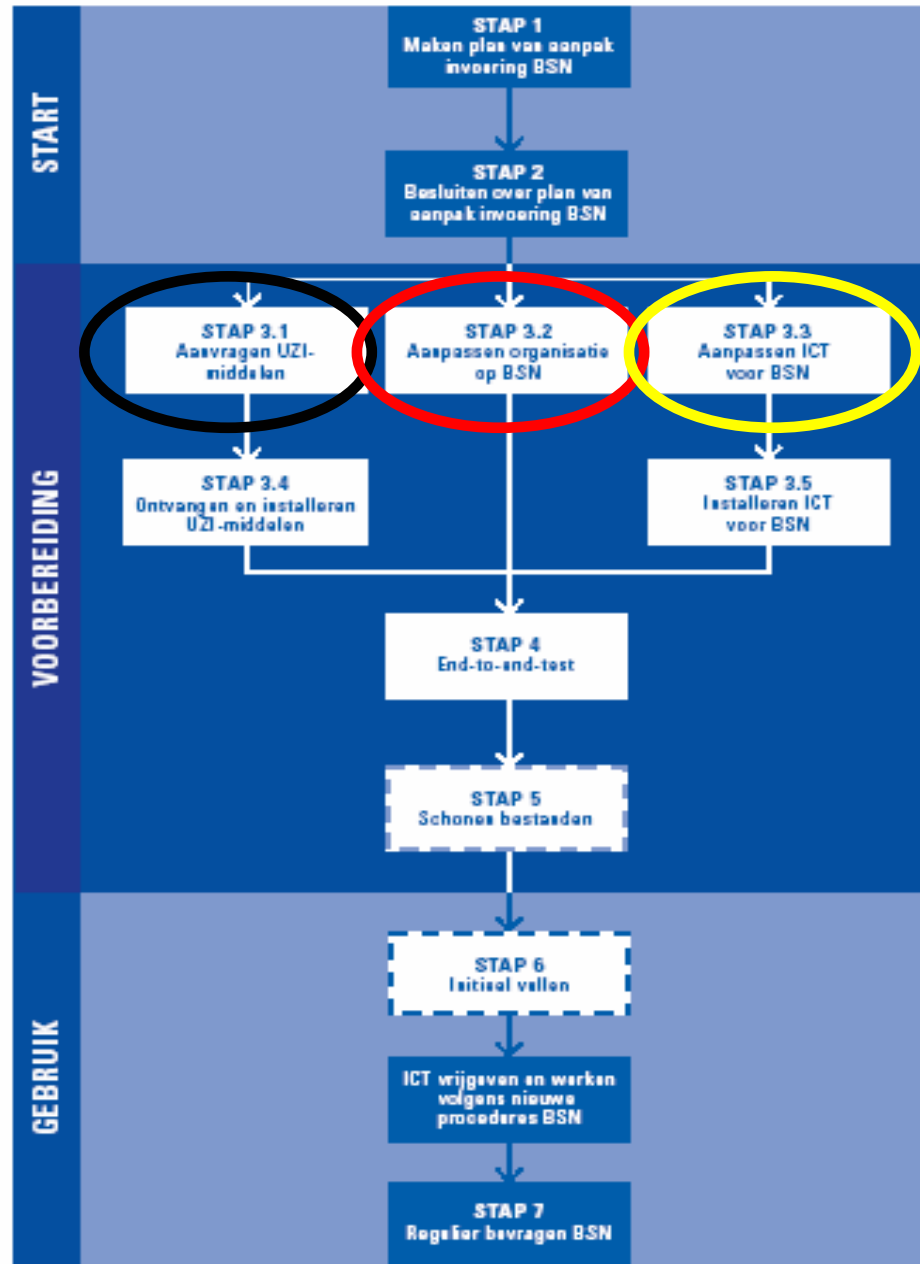 START
STAP 1
Maken plan van aanpak
invoering BSN
STAP 2
Besluiten over plan van
aanpak invoering BSN
VOORBEREIDING
STAP 3.1
Aanvragen UZI-
middelen
STAP 3.2
Aanpassen organisatie
op BSN
STAP 3.3
Aanpassen ICT
voor BSN
STAP 3.4
Ontvangen en installeren
UZI-middelen
STAP 3.5
Installeren ICT
voor BSN
STAP 4
End-to-end-test
STAP 5
Schonen bestanden
GEBRUIK
STAP 6
Initieel vullen
ICT vrijgeven en werken
volgens nieuwe
procedures BSN
STAP 7
Regulier bevragen BSN